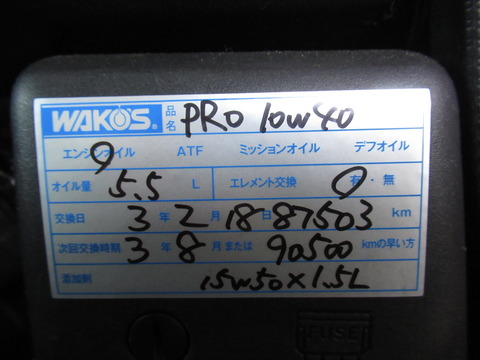 WAKO'S 品名 PRO 10W40
エンジンオイル ATF ミッションオイル デフオイル
オイル量 5.5 L エレメント交換 有・無
交換日 3年2月18日 87503 km
次回交換時期 3年8月または 90500 kmの早い方
添加剤 15W50×1.5L
FUSE